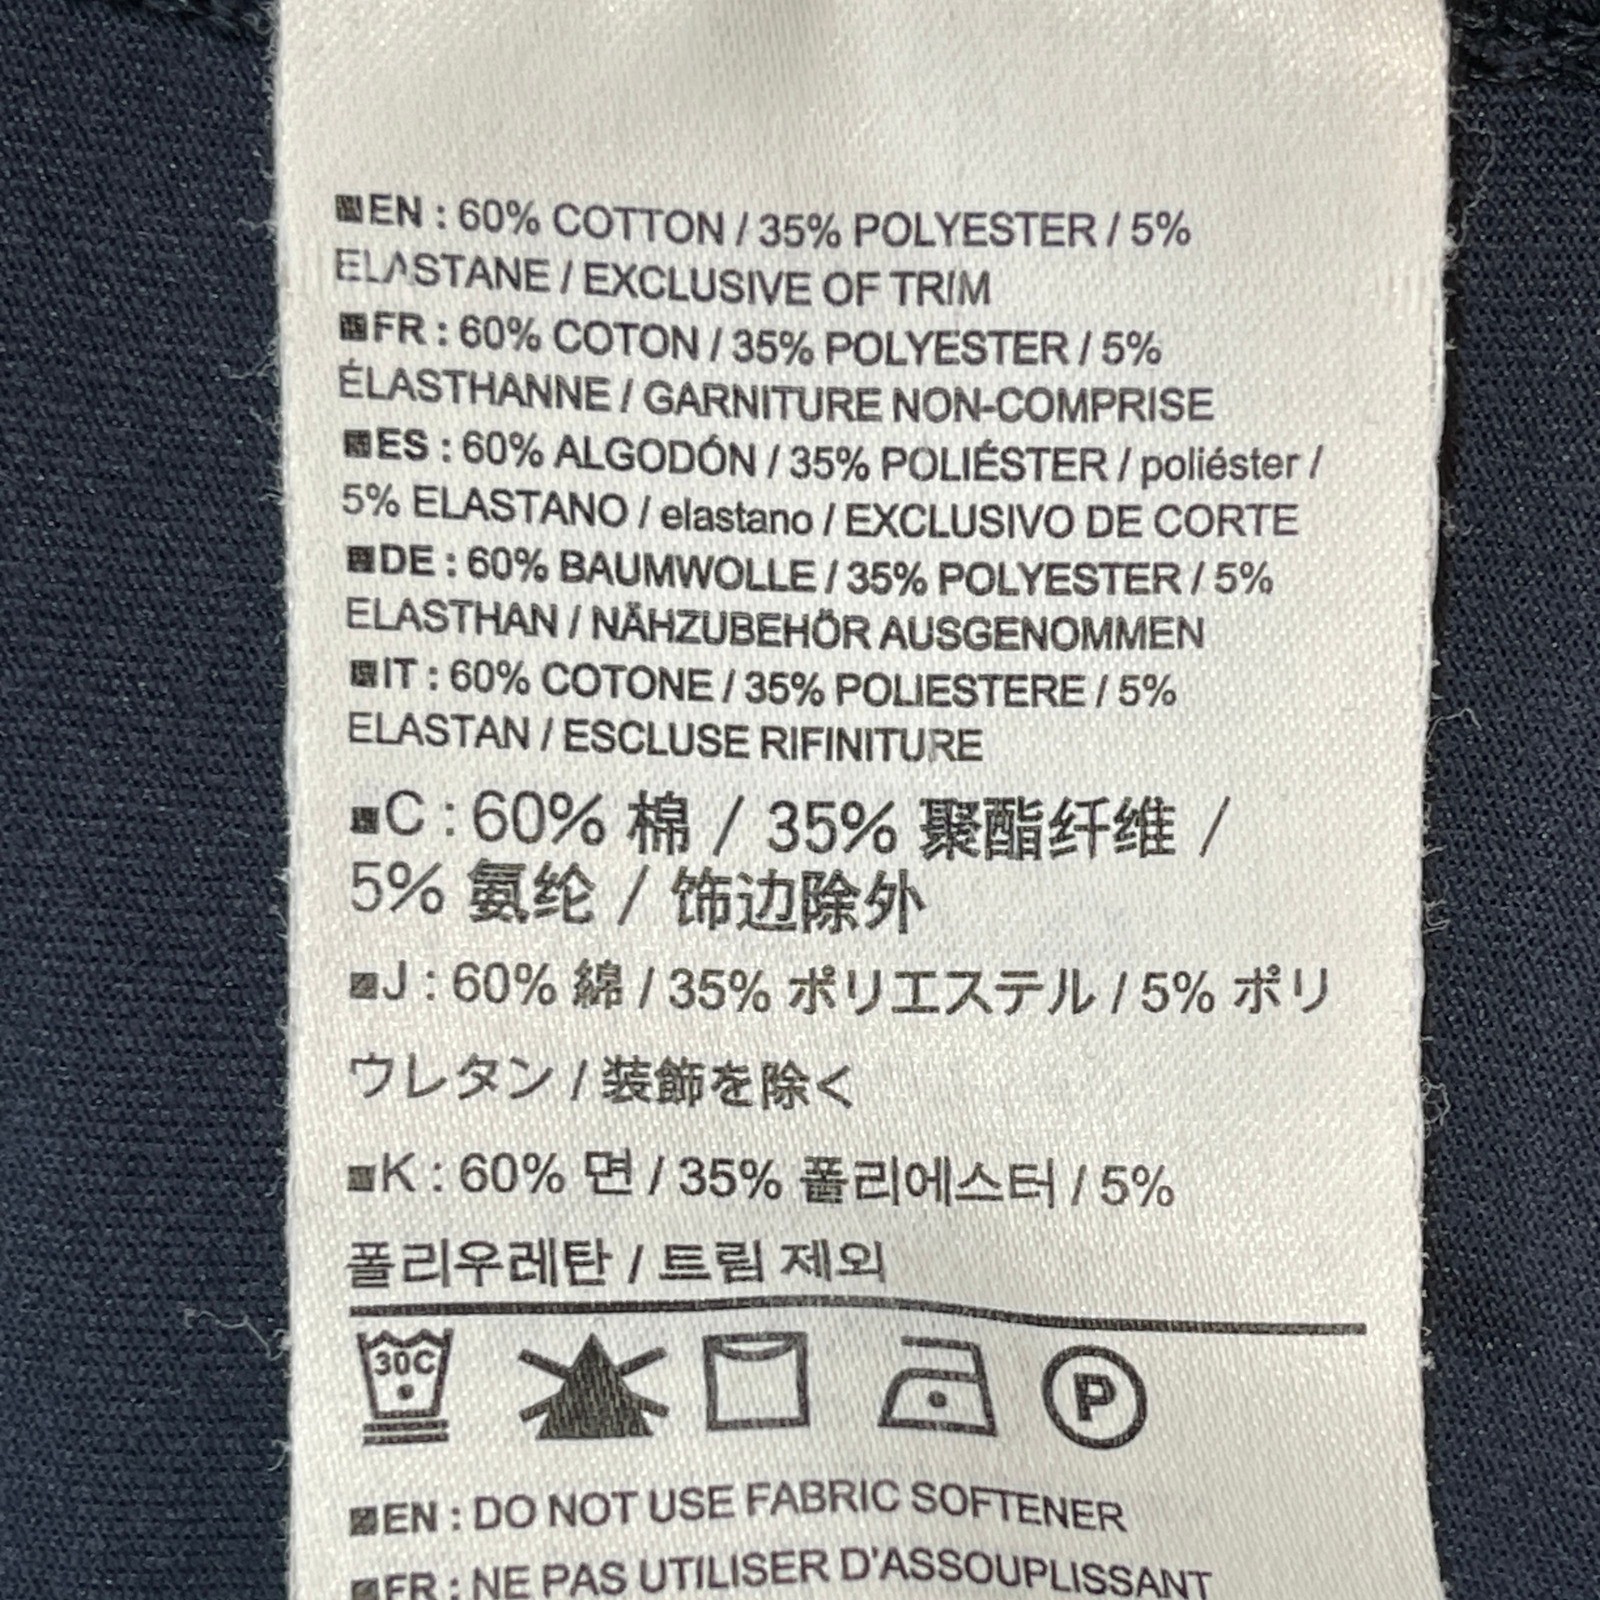 EN : 60% COTTON / 35% POLYESTER / 5%
ELASTANE / EXCLUSIVE OF TRIM
FR : 60% COTON / 35% POLYESTER / 5%
ÉLASTHANNE / GARNITURE NON-COMPRISE
ES : 60% ALGODÓN / 35% POLIÉSTER / poliéster /
5% ELASTANO / elastano / EXCLUSIVO DE CORTE
DE : 60% BAUMWOLLE / 35% POLYESTER / 5%
ELASTHAN / NÄHZUBEHÖR AUSGENOMMEN
IT : 60% COTONE / 35% POLIESTERE / 5%
ELASTAN / ESCLUSE RIFINITURE
C : 60% 棉 / 35% 聚酯纤维 /
5% 氨纶 / 饰边除外
J : 60% 綿 / 35% ポリエステル / 5% ポリ
ウレタン / 装飾を除く
K : 60% 면 / 35% 폴리에스터 / 5%
폴리우레탄 / 트림 제외
30C P
EN : DO NOT USE FABRIC SOFTENER
FR : NE PAS UTILISER D'ASSOUPLISSANT